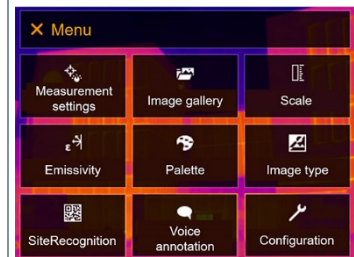 Menu
Measurement
settings
Image gallery
Scale
ε
Emissivity
Palette
Image type
SiteRecognition
Voice
annotation
Configuration